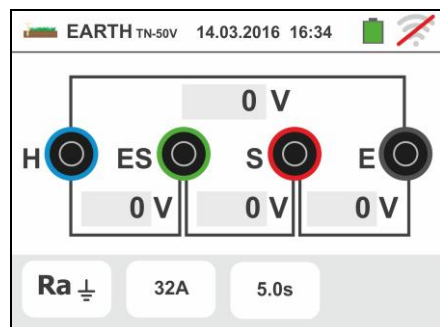 EARTH TN-50V 14.03.2016 16:34
0 V
H ES S E
0 V 0 V 0 V
Ra 32A 5.0s